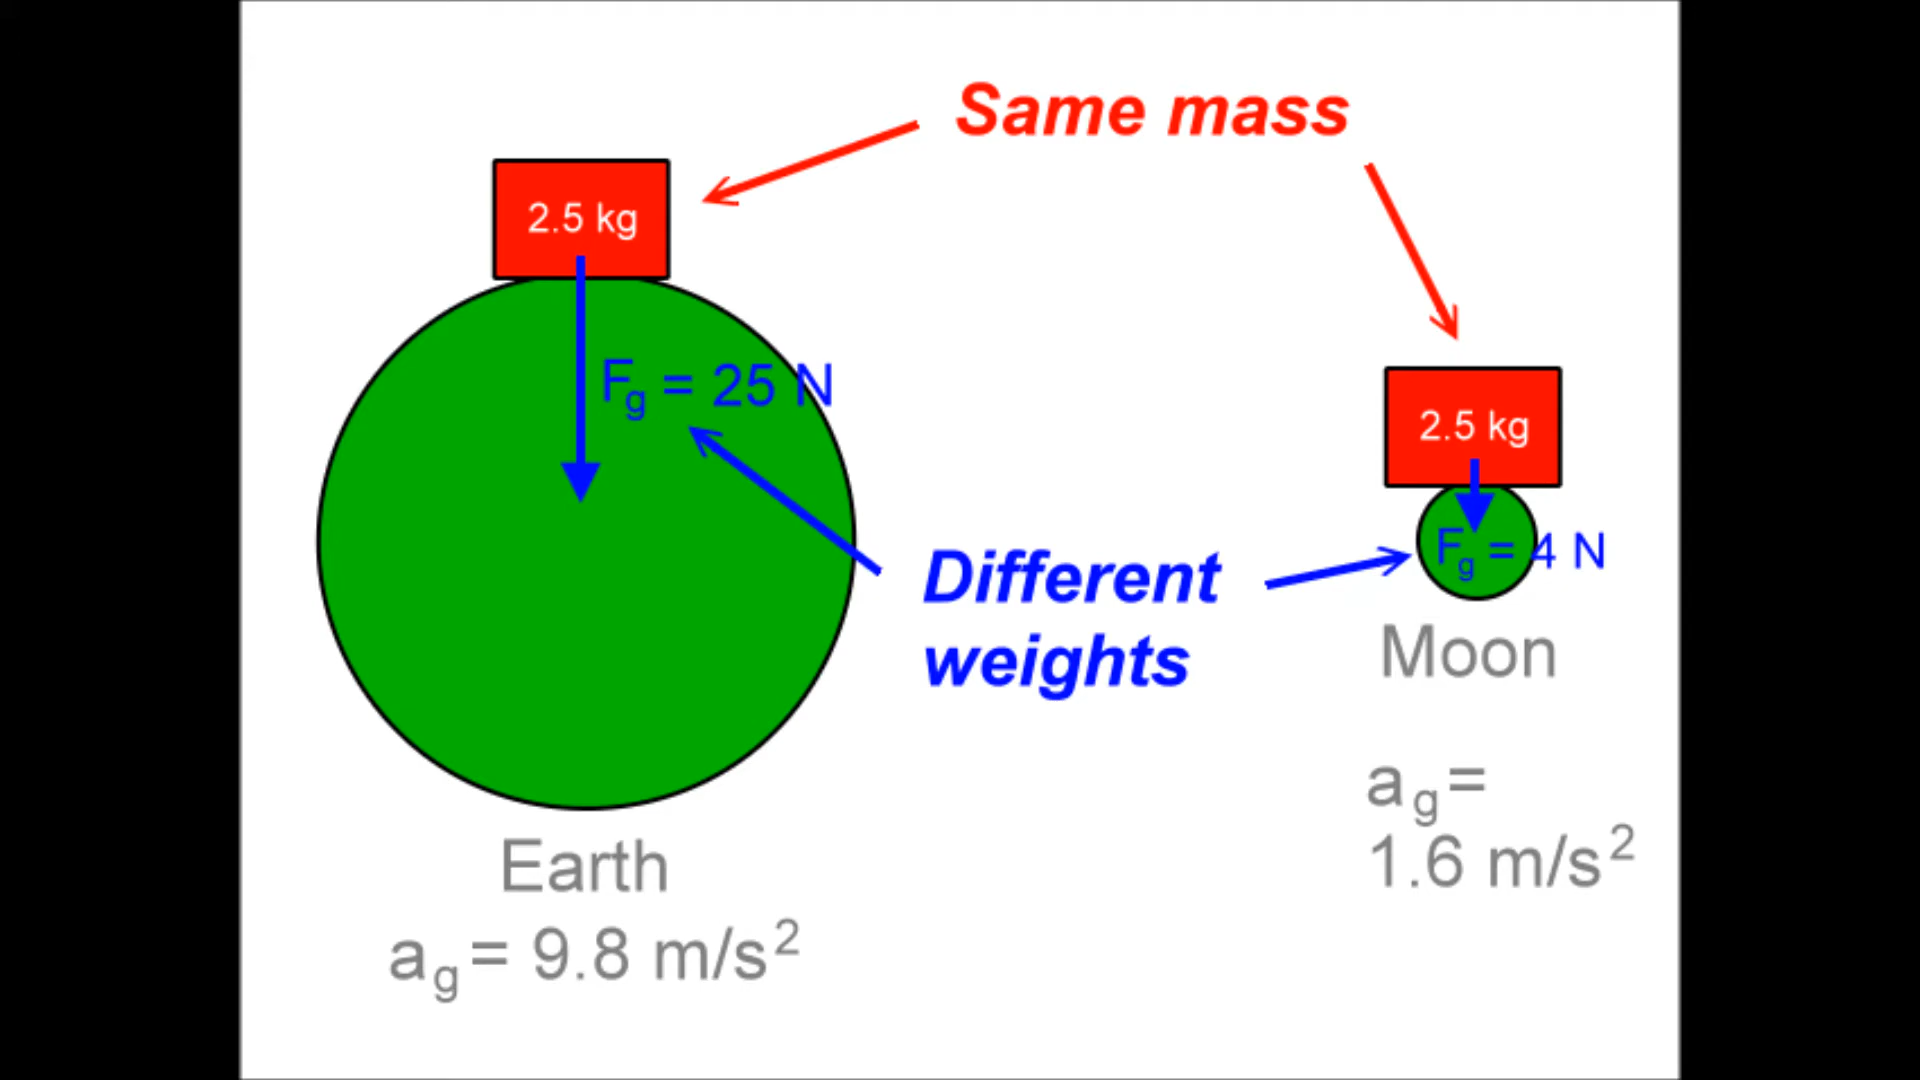 Same mass
2.5 kg
Fg = 25 N
2.5 kg
Different
weights
Fg = 4 N
Moon
ag=
1.6 m/s²
Earth
ag= 9.8 m/s²